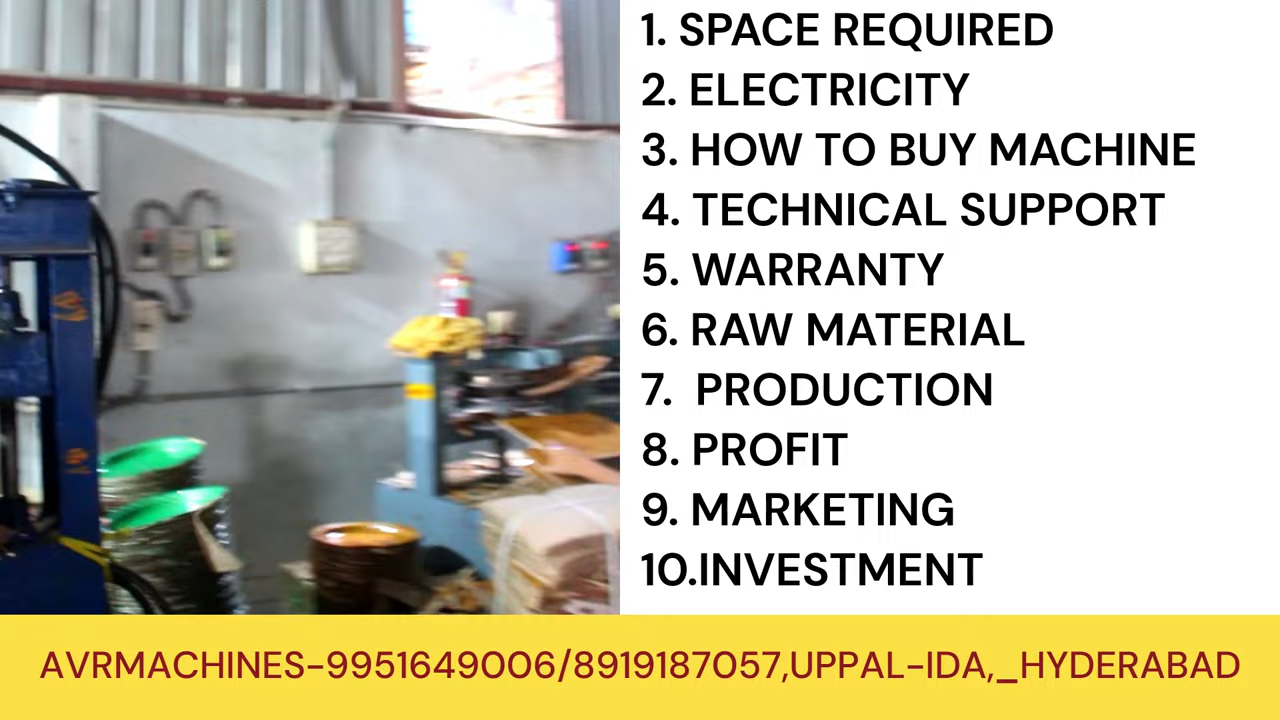 1. SPACE REQUIRED
2. ELECTRICITY
3. HOW TO BUY MACHINE
4. TECHNICAL SUPPORT
5. WARRANTY
6. RAW MATERIAL
7. PRODUCTION
8. PROFIT
9. MARKETING
10.INVESTMENT
AVRMACHINES-9951649006/8919187057,UPPAL-IDA,_HYDERABAD